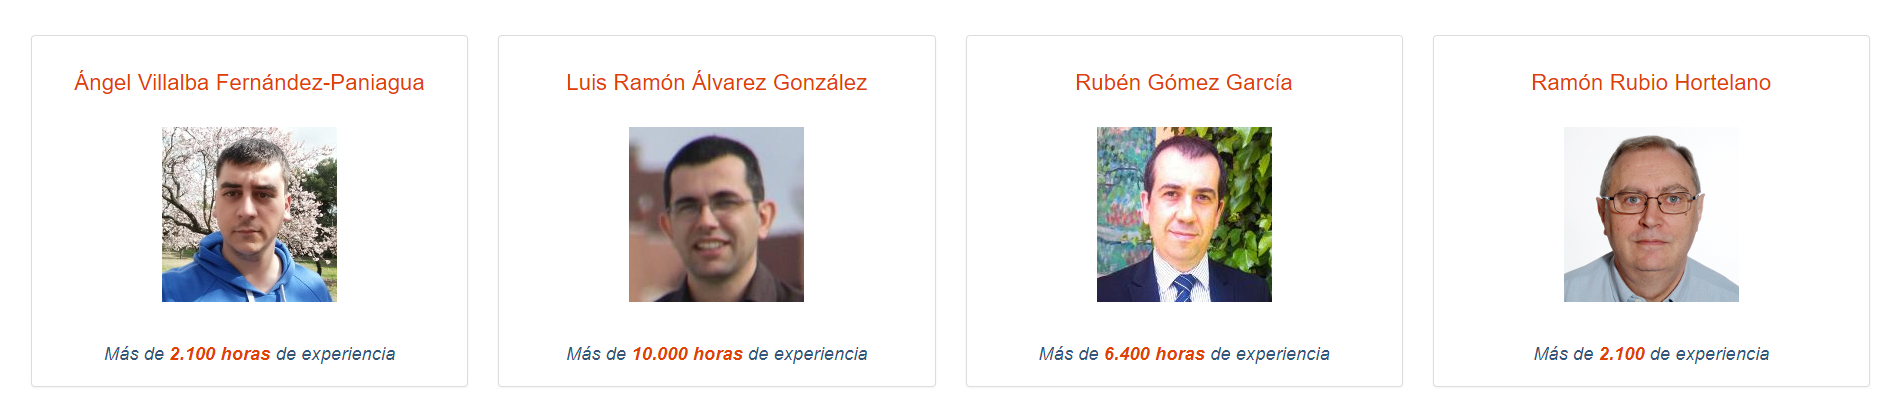 Ángel Villalba Fernández-Paniagua
Más de 2.100 horas de experiencia
Luis Ramón Álvarez González
Más de 10.000 horas de experiencia
Rubén Gómez García
Más de 6.400 horas de experiencia
Ramón Rubio Hortelano
Más de 2.100 de experiencia